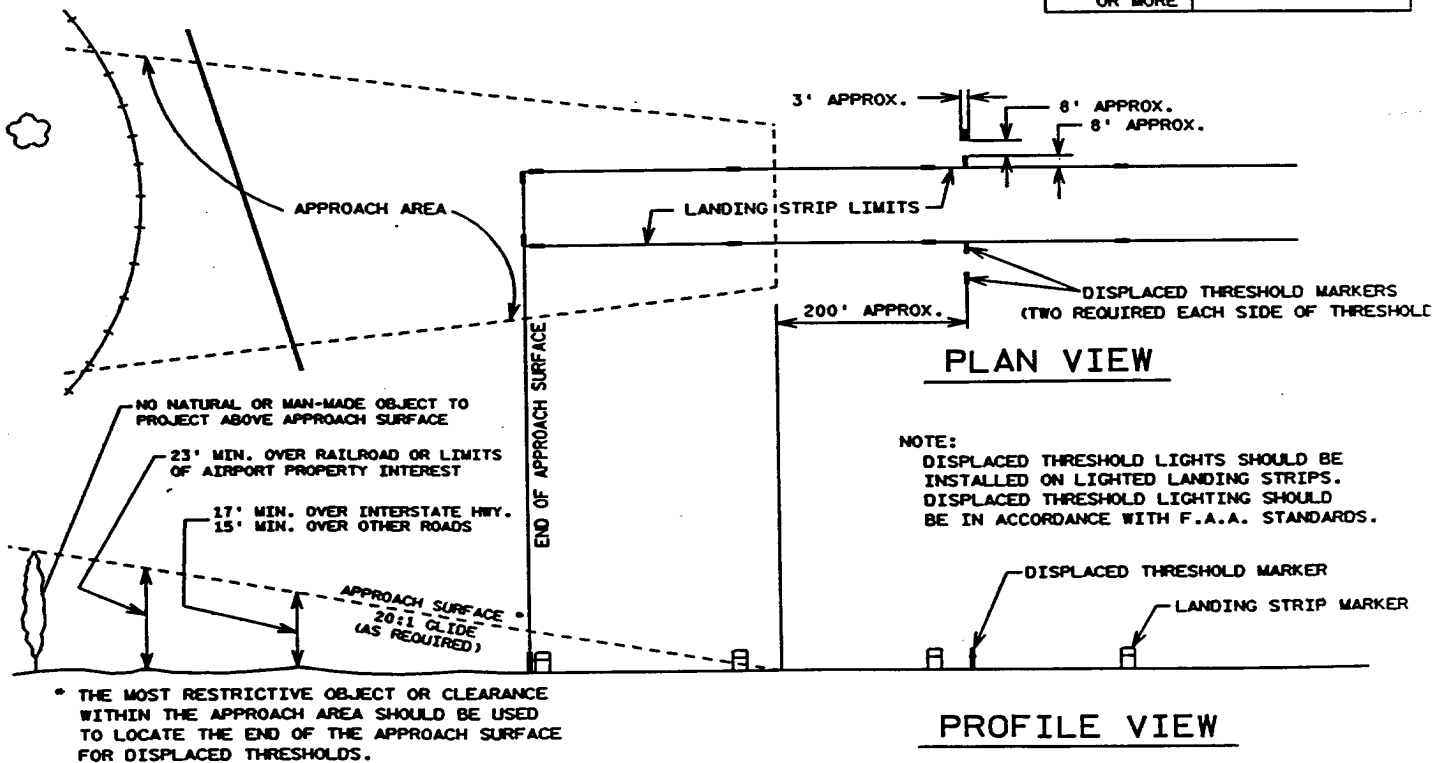 OR MORE
3' APPROX.
8' APPROX.
8' APPROX.
APPROACH AREA
LANDING STRIP LIMITS
DISPLACED THRESHOLD MARKERS
(TWO REQUIRED EACH SIDE OF THRESHOLD
200' APPROX.
PLAN VIEW
END OF APPROACH SURFACE
NO NATURAL OR MAN-MADE OBJECT TO
PROJECT ABOVE APPROACH SURFACE
23' MIN. OVER RAILROAD OR LIMITS
OF AIRPORT PROPERTY INTEREST
17' MIN. OVER INTERSTATE HWY.
15' MIN. OVER OTHER ROADS
NOTE:
DISPLACED THRESHOLD LIGHTS SHOULD BE
INSTALLED ON LIGHTED LANDING STRIPS.
DISPLACED THRESHOLD LIGHTING SHOULD
BE IN ACCORDANCE WITH F.A.A. STANDARDS.
APPROACH SURFACE *
20:1 GLIDE
(AS REQUIRED)
DISPLACED THRESHOLD MARKER
LANDING STRIP MARKER
* THE MOST RESTRICTIVE OBJECT OR CLEARANCE
WITHIN THE APPROACH AREA SHOULD BE USED
TO LOCATE THE END OF THE APPROACH SURFACE
FOR DISPLACED THRESHOLDS.
PROFILE VIEW